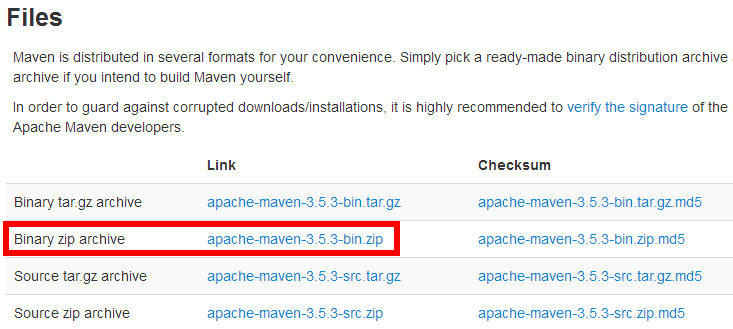 Files
Maven is distributed in several formats for your convenience. Simply pick a ready-made binary distribution archive
archive if you intend to build Maven yourself.
In order to guard against corrupted downloads/installations, it is highly recommended to verify the signature of the
Apache Maven developers.
Link Checksum
Binary tar.gz archive apache-maven-3.5.3-bin.tar.gz apache-maven-3.5.3-bin.tar.gz.md5
Binary zip archive apache-maven-3.5.3-bin.zip apache-maven-3.5.3-bin.zip.md5
Source tar.gz archive apache-maven-3.5.3-src.tar.gz apache-maven-3.5.3-src.tar.gz.md5
Source zip archive apache-maven-3.5.3-src.zip apache-maven-3.5.3-src.zip.md5